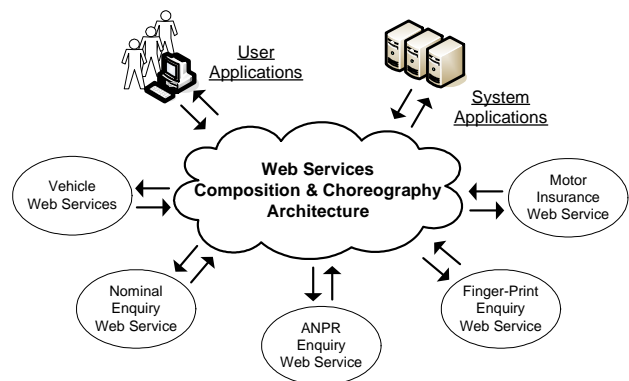 User
Applications
System
Applications
Web Services
Composition & Choreography
Architecture
Vehicle
Web Services
Motor
Insurance
Web Service
Nominal
Enquiry
Web Service
ANPR
Enquiry
Web Service
Finger-Print
Enquiry
Web Service